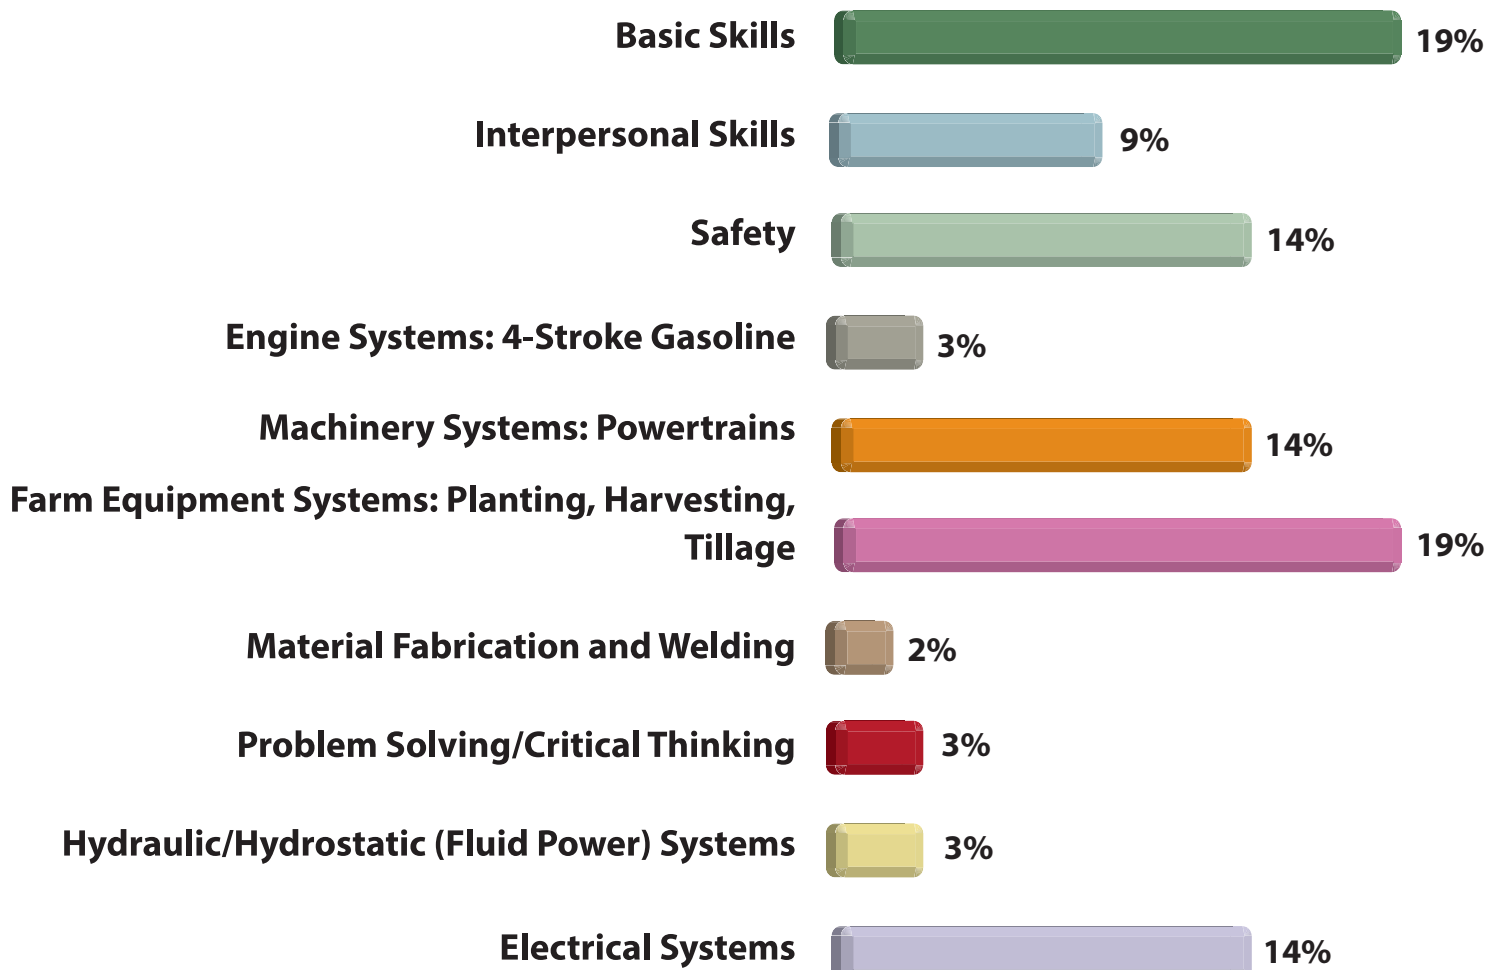 Basic Skills 19%
Interpersonal Skills 9%
Safety 14%
Engine Systems: 4-Stroke Gasoline 3%
Machinery Systems: Powertrains 14%
Farm Equipment Systems: Planting, Harvesting,
Tillage 19%
Material Fabrication and Welding 2%
Problem Solving/Critical Thinking 3%
Hydraulic/Hydrostatic (Fluid Power) Systems 3%
Electrical Systems 14%